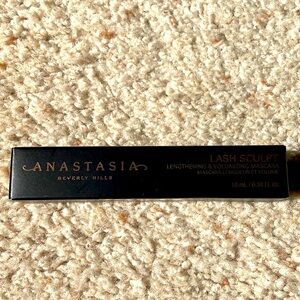 ANASTASIA
BEVERLY HILLS
LASH SCULPT
LENGTHENING & VOLUMIZING MASCARA
10 mL / 0.34 fl. oz.